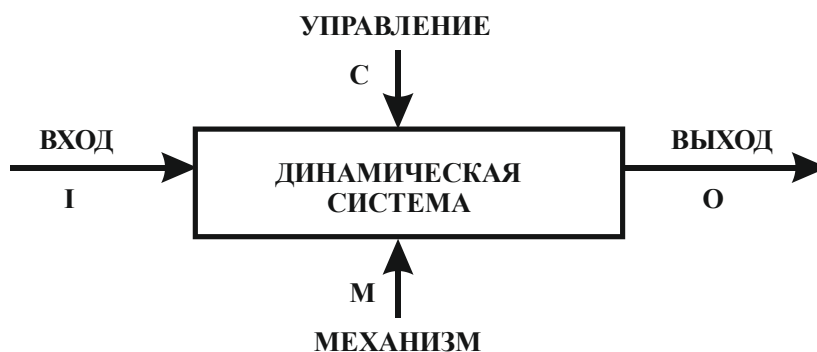 УПРАВЛЕНИЕ
C
ВХОД
ВЫХОД
ДИНАМИЧЕСКАЯ
СИСТЕМА
I
O
M
МЕХАНИЗМ